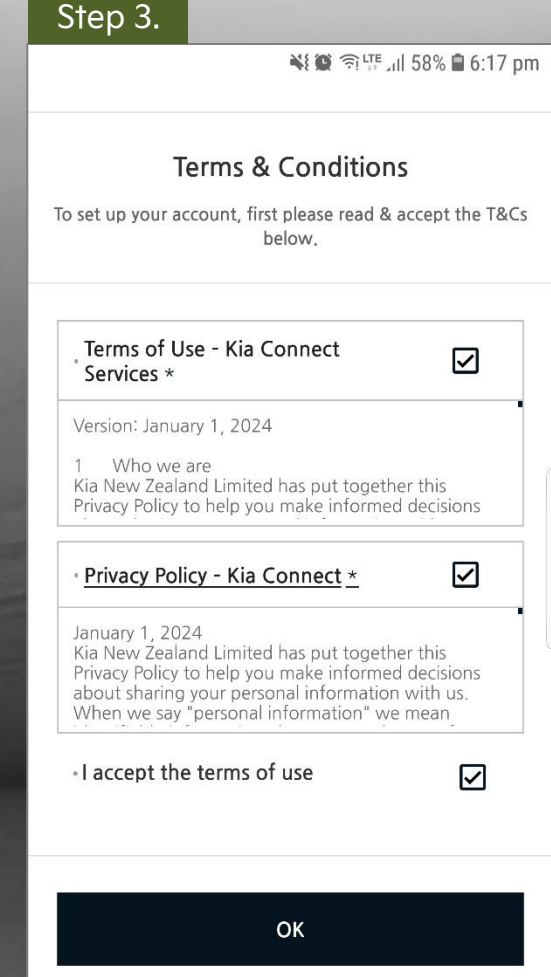 Step 3.
LTE 58% 6:17 pm
Terms & Conditions
To set up your account, first please read & accept the T&Cs
below.
Terms of Use - Kia Connect
Services *
Version: January 1, 2024
1 Who we are
Kia New Zealand Limited has put together this
Privacy Policy to help you make informed decisions
Privacy Policy - Kia Connect *
January 1, 2024
Kia New Zealand Limited has put together this
Privacy Policy to help you make informed decisions
about sharing your personal information with us.
When we say "personal information" we mean
I accept the terms of use
OK